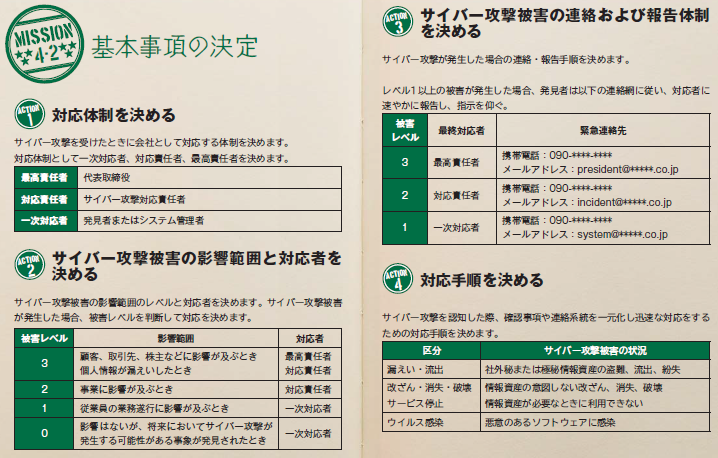 MISSION
4-2
基本事項の決定
ACTION
1
対応体制を決める
サイバー攻撃を受けたときに会社として対応する体制を決めます。
対応体制として一次対応者、対応責任者、最高責任者を決めます。
最高責任者 代表取締役
対応責任者 サイバー攻撃対応責任者
一次対応者 発見者またはシステム管理者
ACTION
2
サイバー攻撃被害の影響範囲と対応者を
決める
サイバー攻撃被害の影響範囲のレベルと対応者を決めます。サイバー攻撃被害
が発生した場合、被害レベルを判断して対応を決めます。
被害レベル 影響範囲 対応者
3 顧客、取引先、株主などに影響が及ぶとき 最高責任者
個人情報が漏えいしたとき 対応責任者
2 事業に影響が及ぶとき 対応責任者
1 従業員の業務遂行に影響が及ぶとき 一次対応者
0 影響はないが、将来においてサイバー攻撃が
発生する可能性がある事象が発見されたとき 一次対応者
ACTION
3
サイバー攻撃被害の連絡および報告体制
を決める
サイバー攻撃が発生した場合の連絡・報告手順を決めます。
レベル1以上の被害が発生した場合、発見者は以下の連絡網に従い、対応者に
速やかに報告し、指示を仰ぐ。
被害
レベル 最終対応者 緊急連絡先
3 最高責任者 携帯電話：090-****-****
メールアドレス：president@*****.co.jp
2 対応責任者 携帯電話：090-****-****
メールアドレス：incident@*****.co.jp
1 一次対応者 携帯電話：090-****-****
メールアドレス：system@*****.co.jp
ACTION
4
対応手順を決める
サイバー攻撃を認知した際、確認事項や連絡系統を一元化し迅速な対応をする
ための対応手順を決めます。
区分 サイバー攻撃被害の状況
漏えい・流出 社外秘または極秘情報資産の盗難、流出、紛失
改ざん・消失・破壊 情報資産の意図しない改ざん、消失、破壊
サービス停止 情報資産が必要なときに利用できない
ウイルス感染 悪意のあるソフトウェアに感染